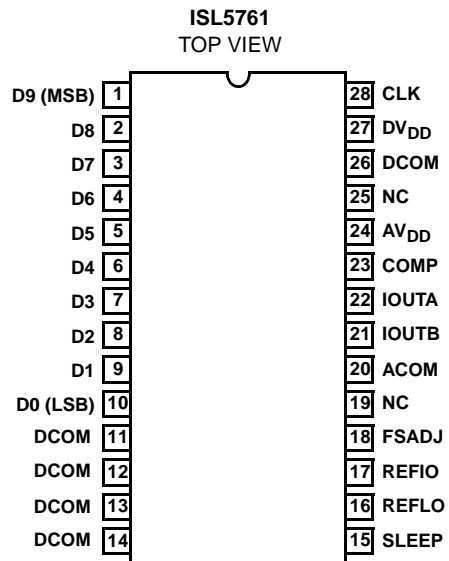 ISL5761
TOP VIEW
D9 (MSB) 1 28 CLK
D8 2 27 DVDD
D7 3 26 DCOM
D6 4 25 NC
D5 5 24 AVDD
D4 6 23 COMP
D3 7 22 IOUTA
D2 8 21 IOUTB
D1 9 20 ACOM
D0 (LSB) 10 19 NC
DCOM 11 18 FSADJ
DCOM 12 17 REFIO
DCOM 13 16 REFLO
DCOM 14 15 SLEEP